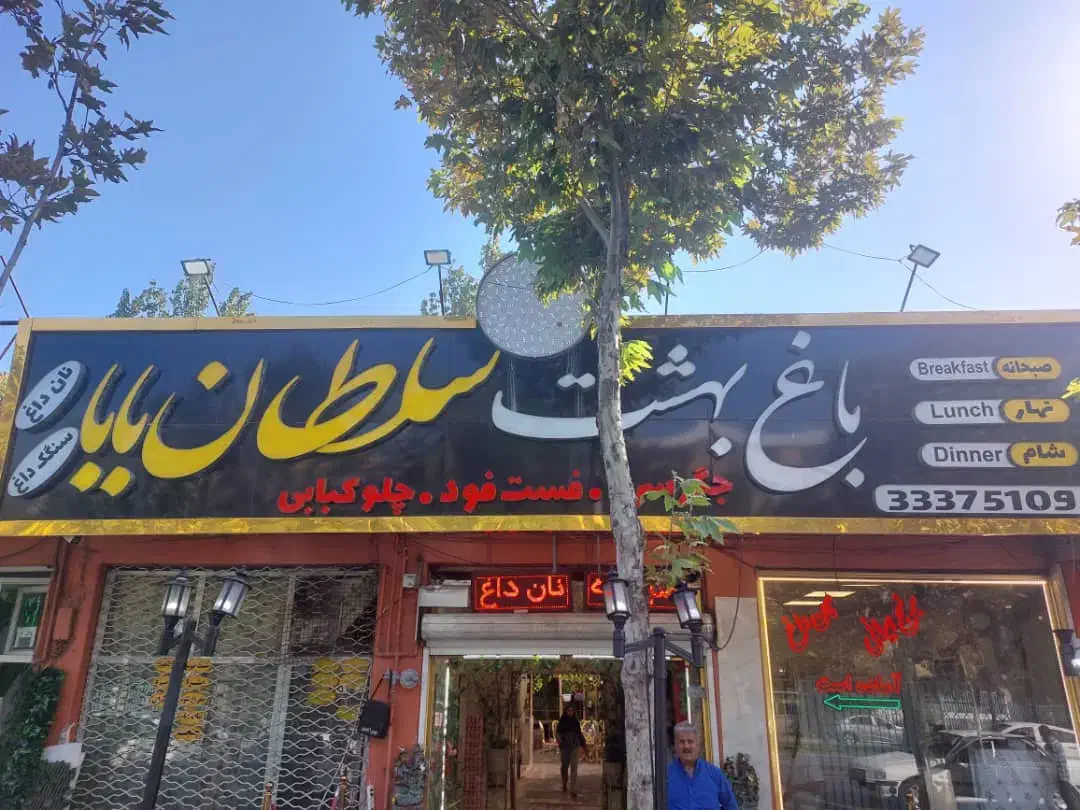 باغ بهشت سلطان بابا
نان داغ
سنگک داغ
Breakfast صبحانه
Lunch نهار
Dinner شام
33375109
. فست فود . چلوکبابی
نان داغ